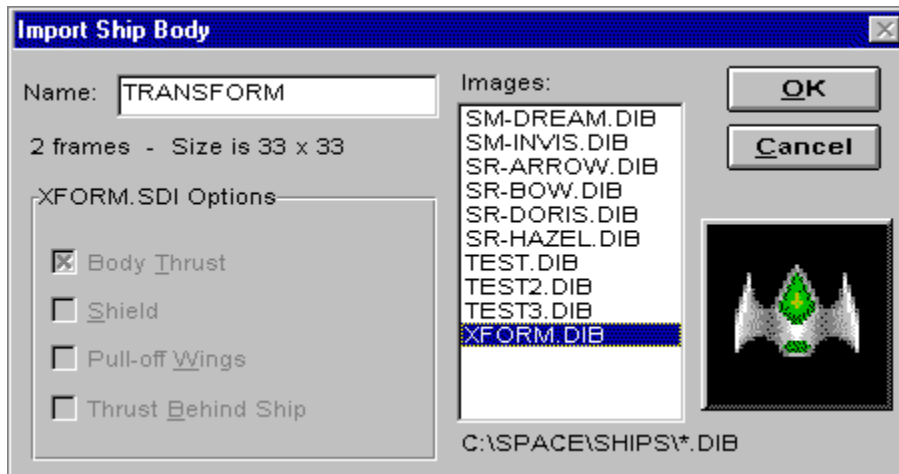 Import Ship Body
Name: TRANSFORM
2 frames - Size is 33 x 33
XFORM.SDI Options
Body Thrust
Shield
Pull-off Wings
Thrust Behind Ship
Images:
SM-DREAM.DIB
SM-INVIS.DIB
SR-ARROW.DIB
SR-BOW.DIB
SR-DORIS.DIB
SR-HAZEL.DIB
TEST.DIB
TEST2.DIB
TEST3.DIB
XFORM.DIB
C:\SPACE\SHIPS\*.DIB
OK
Cancel